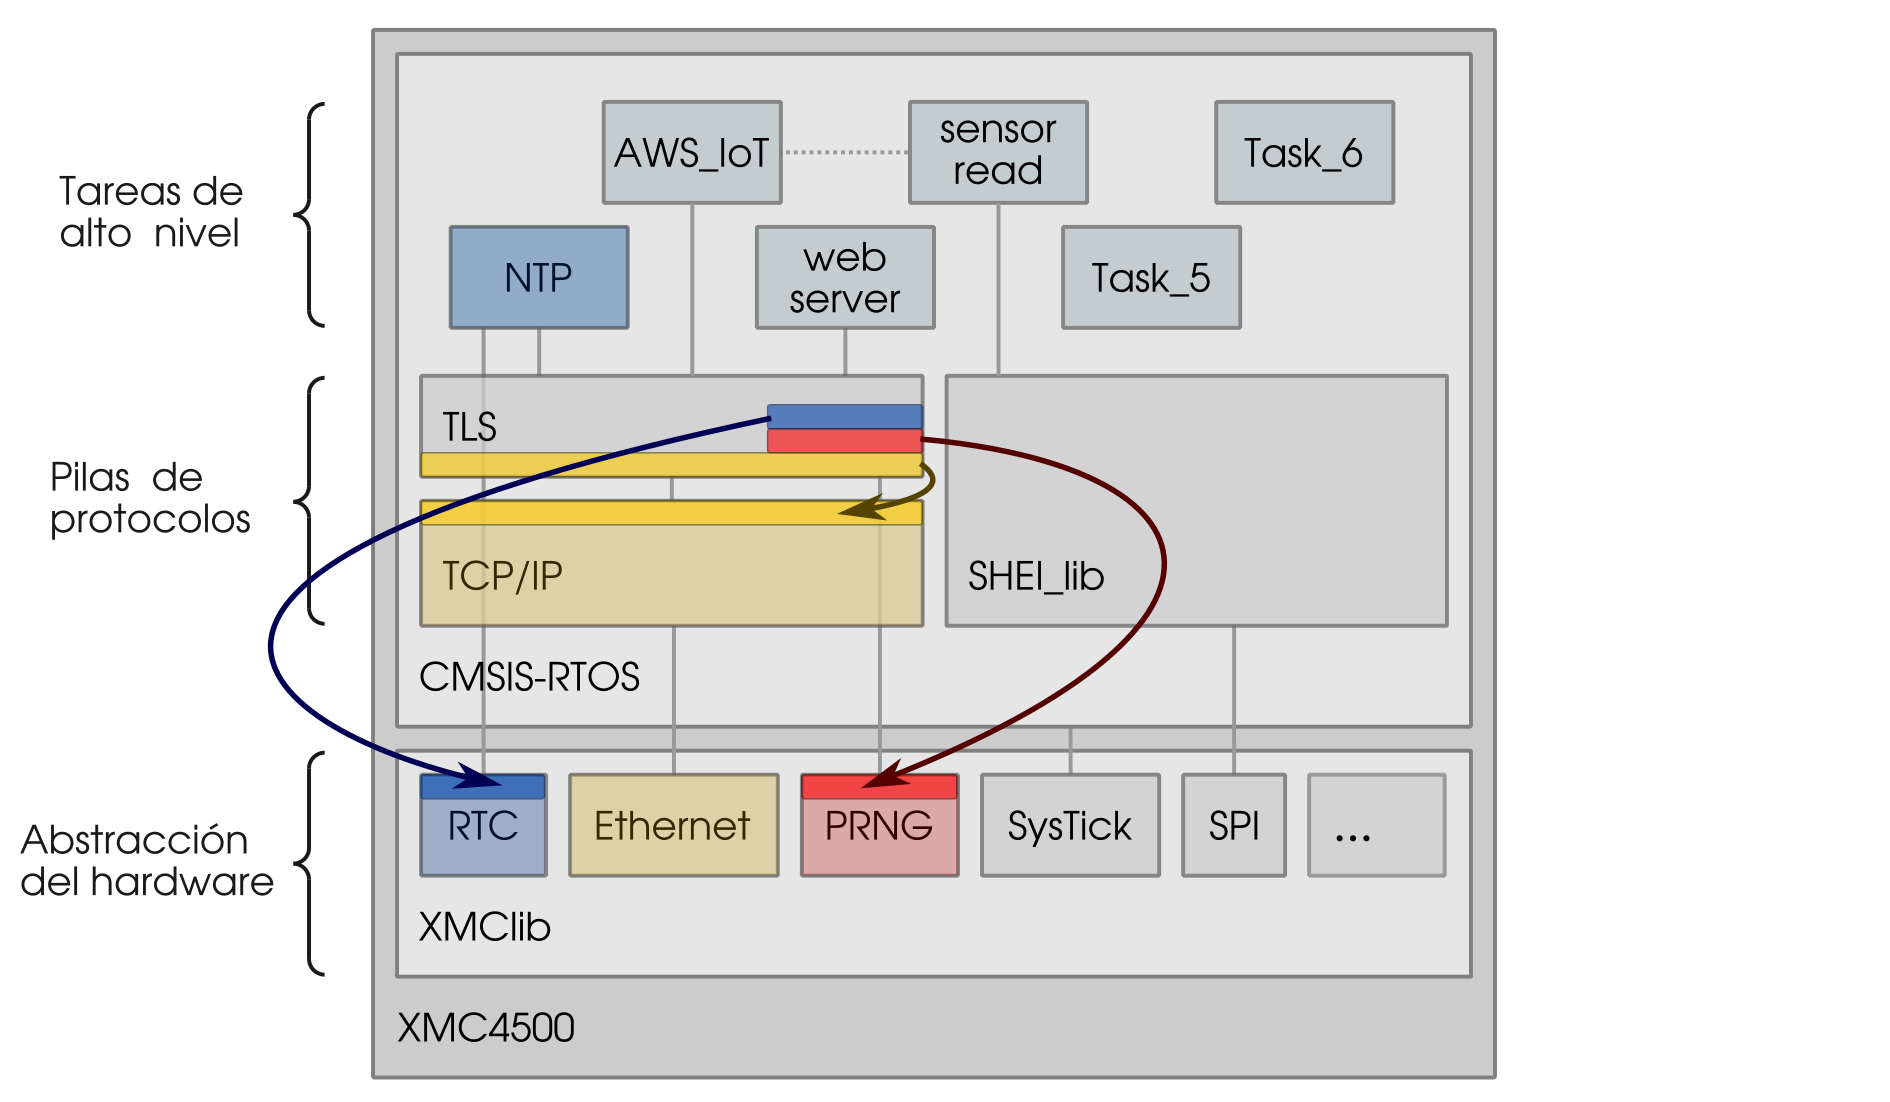 Tareas de
alto nivel
AWS_IoT
sensor
read
Task_6
NTP
web
server
Task_5
Pilas de
protocolos
TLS
TCP/IP
SHEI_lib
CMSIS-RTOS
Abstracción
del hardware
RTC
Ethernet
PRNG
SysTick
SPI
...
XMClib
XMC4500